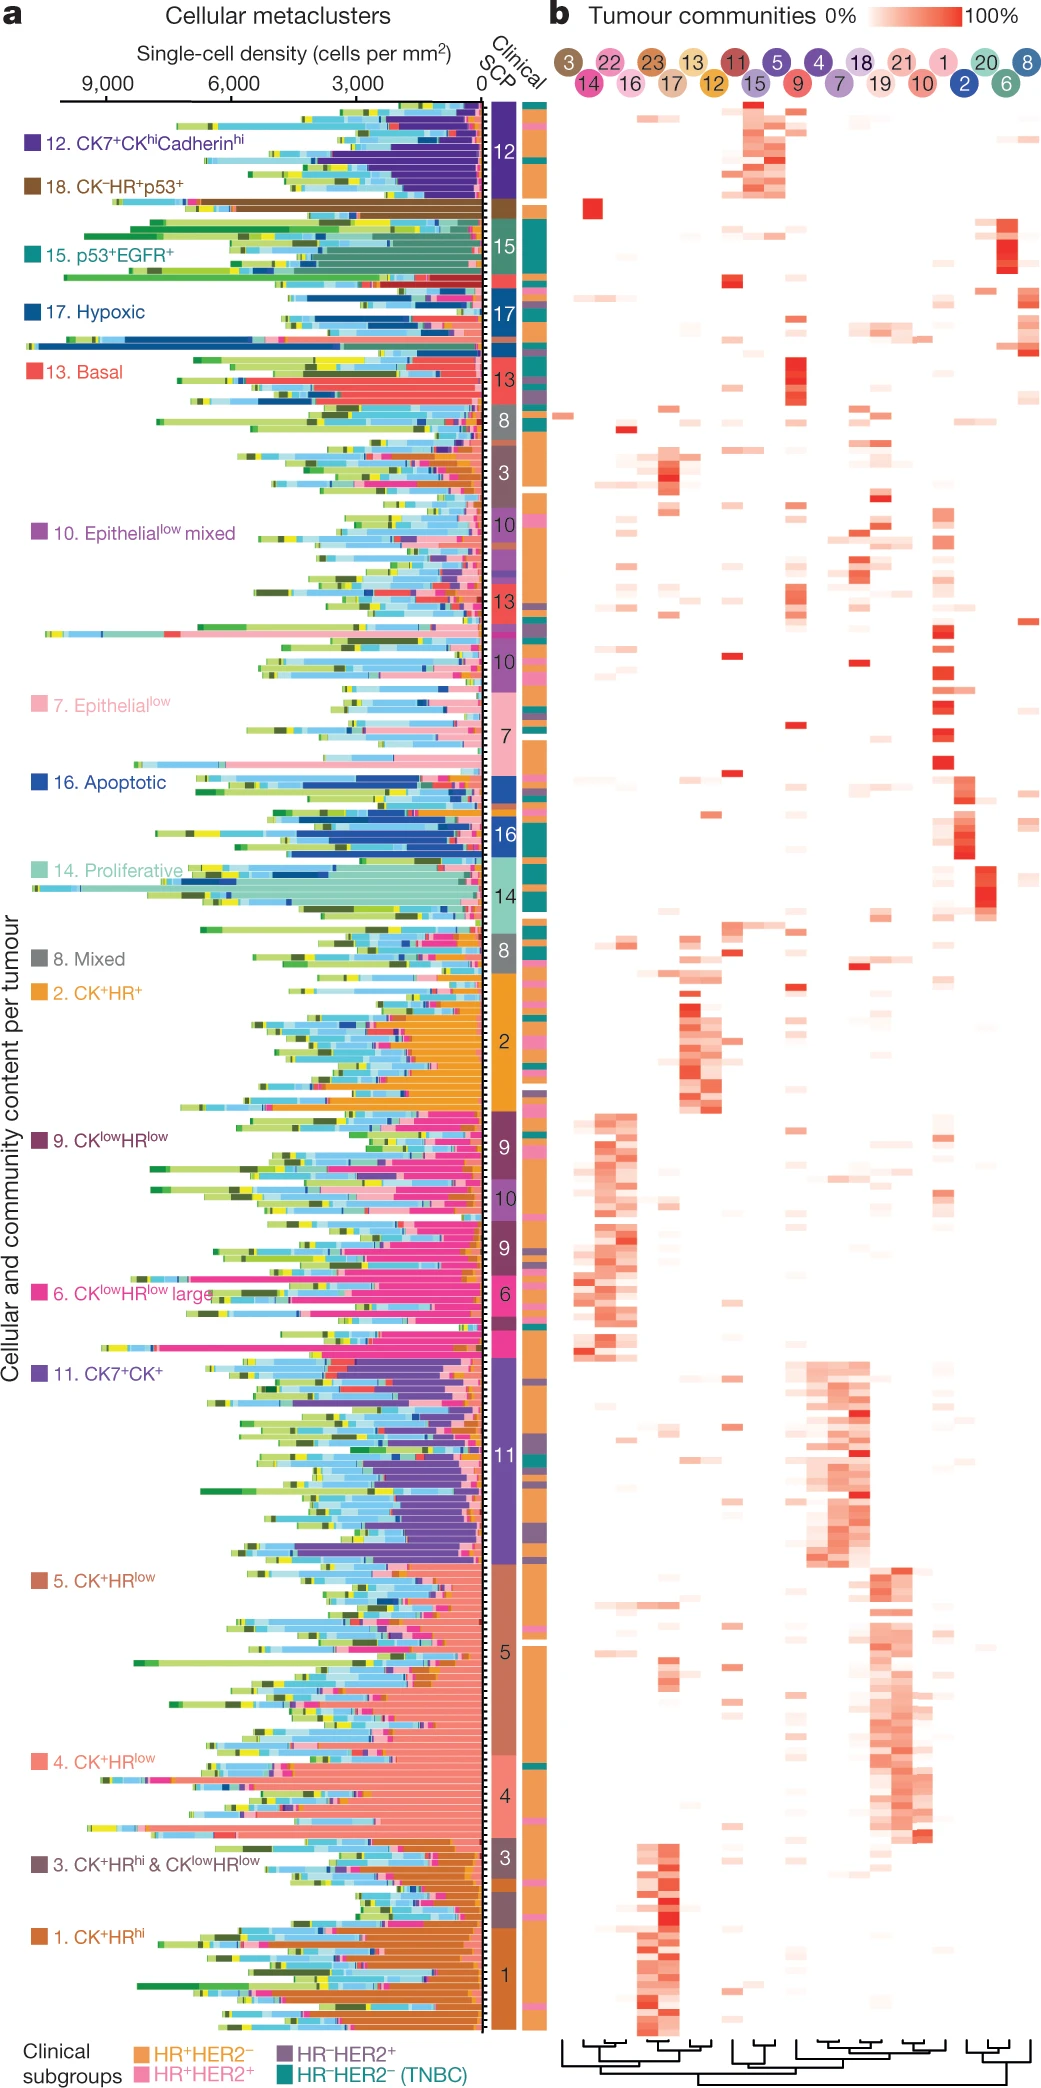 a
Cellular metaclusters
b
Tumour communities 0% 100%
Single-cell density (cells per mm²)
9,000 6,000 3,000 0
SCP
Clinical
3 22 23 13 11 5 4 18 21 1 20 8
14 16 17 12 15 9 7 19 10 2 6
12. CK7⁺CKʰⁱCadherinʰⁱ
18. CK⁻HR⁺p53⁺
15. p53⁺EGFR⁺
17. Hypoxic
13. Basal
10. Epithelialˡᵒʷ mixed
7. Epithelialˡᵒʷ
16. Apoptotic
14. Proliferative
8. Mixed
2. CK⁺HR⁺
9. CKˡᵒʷHRˡᵒʷ
6. CKˡᵒʷHRˡᵒʷ large
11. CK7⁺CK⁺
5. CK⁺HRˡᵒʷ
4. CK⁺HRˡᵒʷ
3. CK⁺HRʰⁱ & CKˡᵒʷHRˡᵒʷ
1. CK⁺HRʰⁱ
12
15
17
13
8
3
10
13
10
7
16
14
8
2
9
10
9
6
11
5
4
3
1
Cellular and community content per tumour
Clinical subgroups
HR⁺HER2⁻
HR⁻HER2⁺
HR⁺HER2⁺
HR⁻HER2⁻ (TNBC)